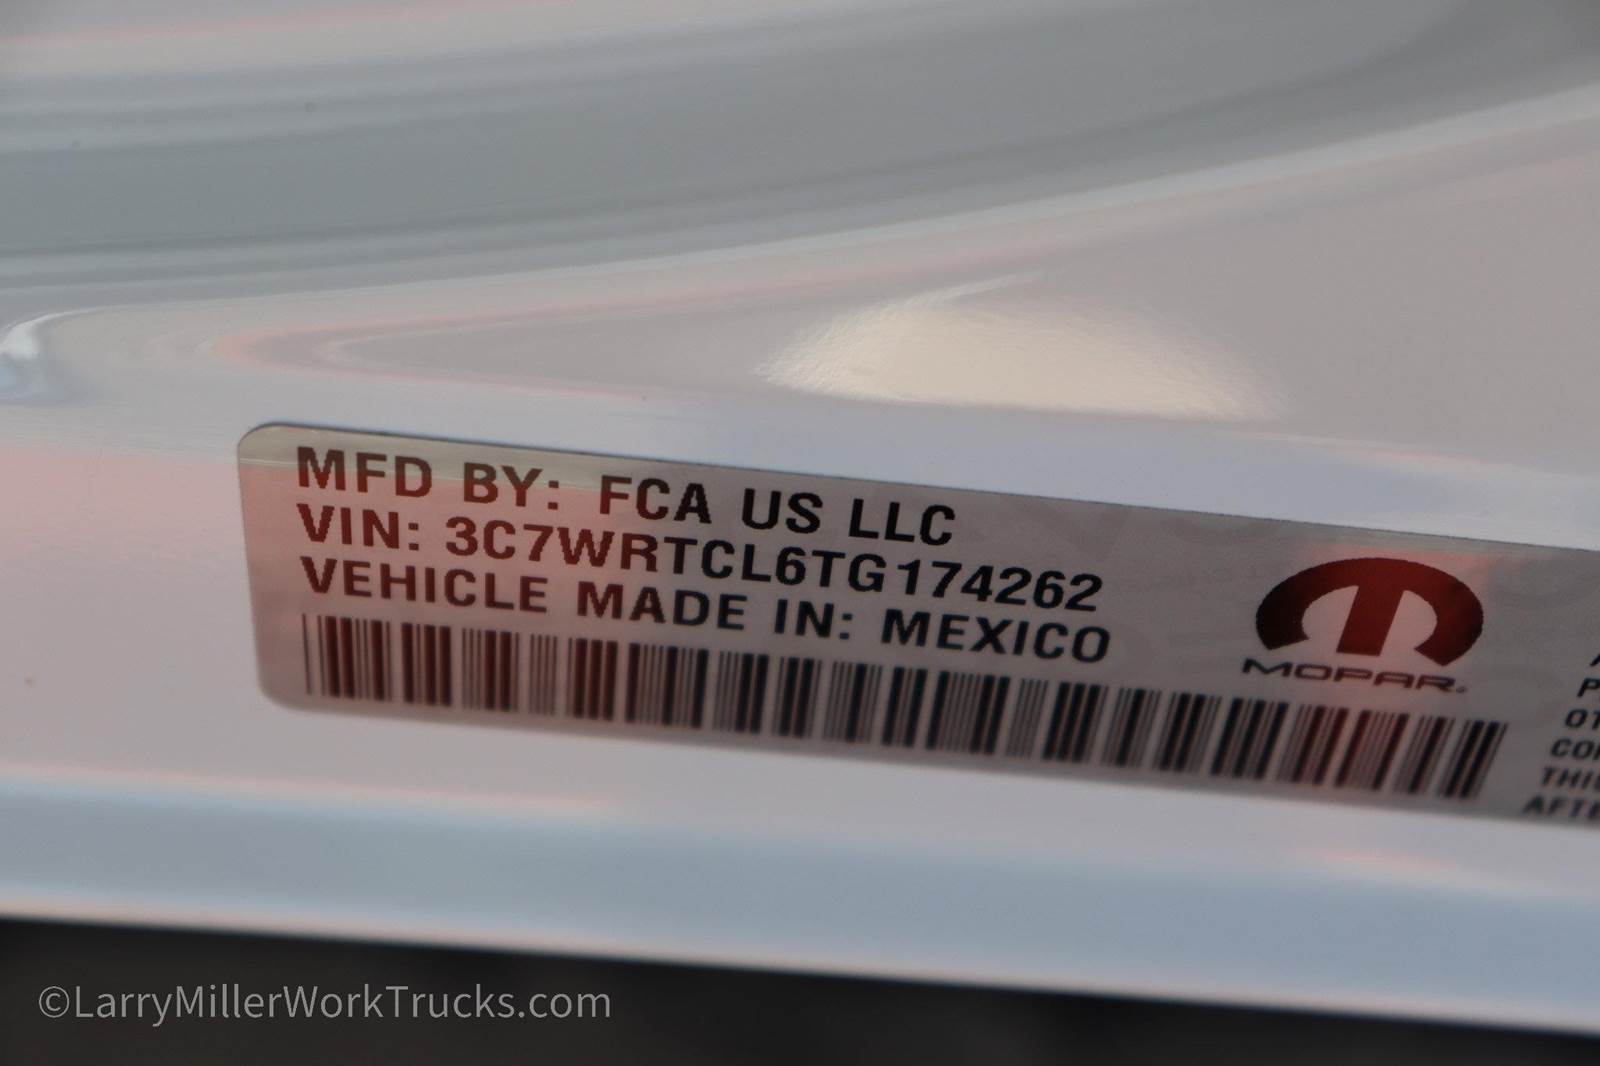 MFD BY: FCA US LLC
VIN: 3C7WRTCL6TG174262
VEHICLE MADE IN: MEXICO
MOPAR®
©LarryMillerWorkTrucks.com